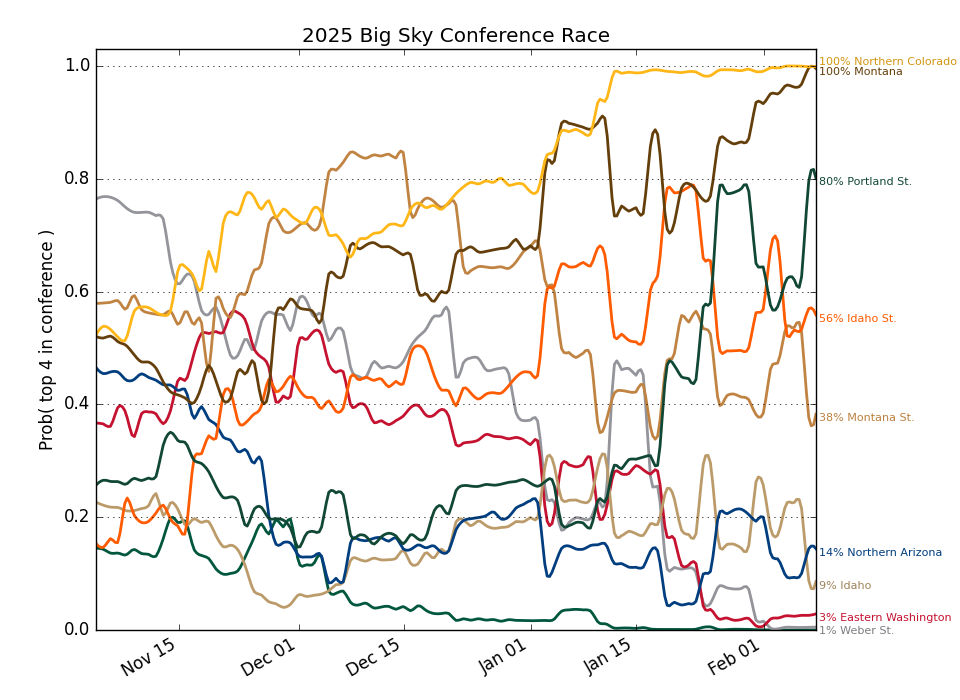 2025 Big Sky Conference Race
Prob( top 4 in conference )
1.0
0.8
0.6
0.4
0.2
0.0
Nov 15
Dec 01
Dec 15
Jan 01
Jan 15
Feb 01
100% Northern Colorado
100% Montana
80% Portland St.
56% Idaho St.
38% Montana St.
14% Northern Arizona
9% Idaho
3% Eastern Washington
1% Weber St.